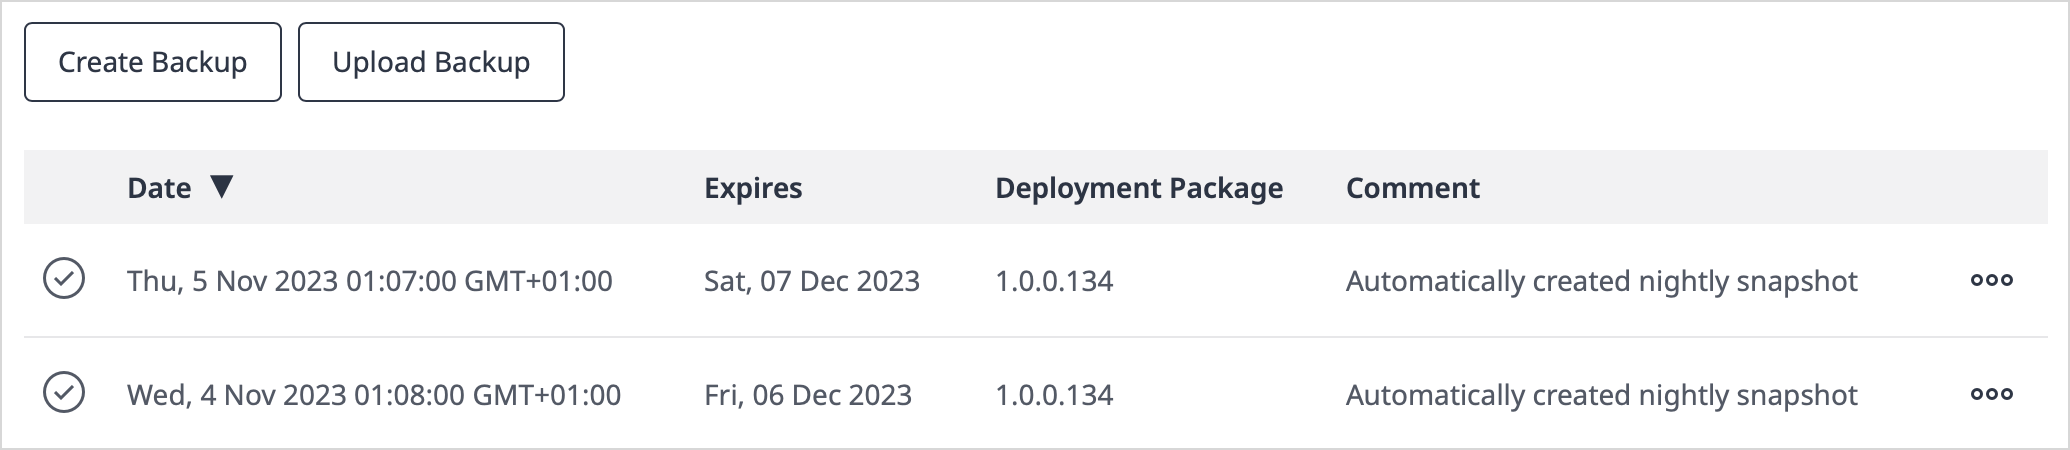 Create Backup Upload Backup
Date ▼ Expires Deployment Package Comment
Thu, 5 Nov 2023 01:07:00 GMT+01:00 Sat, 07 Dec 2023 1.0.0.134 Automatically created nightly snapshot
Wed, 4 Nov 2023 01:08:00 GMT+01:00 Fri, 06 Dec 2023 1.0.0.134 Automatically created nightly snapshot